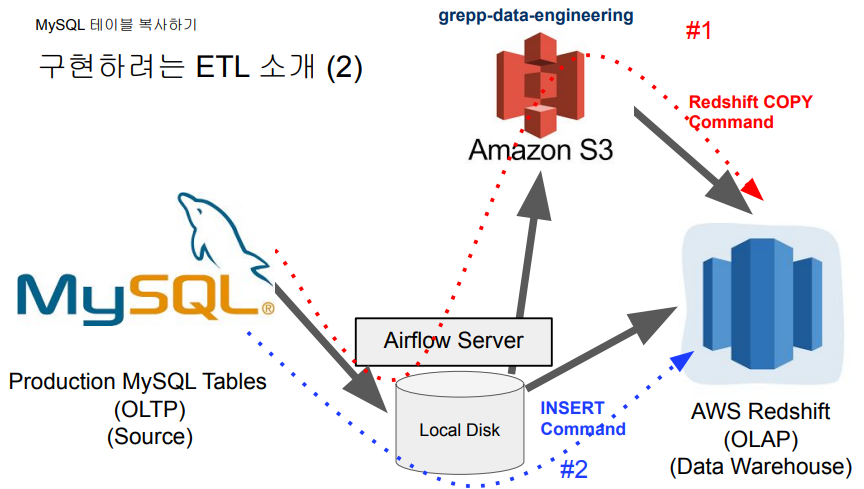 MySQL 테이블 복사하기
구현하려는 ETL 소개 (2)
grepp-data-engineering
#1
Redshift COPY
Command
Amazon S3
MySQL®
Airflow Server
Production MySQL Tables
(OLTP)
(Source)
Local Disk
INSERT
Command
#2
AWS Redshift
(OLAP)
(Data Warehouse)